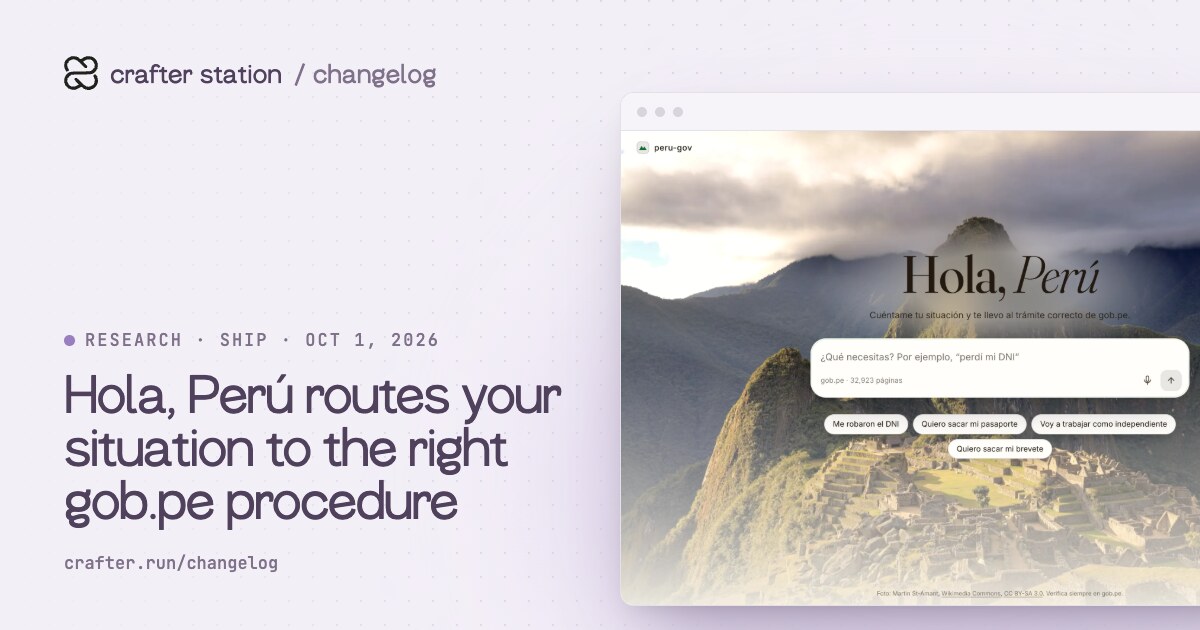 crafter station / changelog
RESEARCH · SHIP · OCT 1, 2026
Hola, Perú routes your
situation to the right
gob.pe procedure
crafter.run/changelog
peru-gov
Hola, Perú
Cuéntame tu situación y te llevo al trámite correcto de gob.pe.
¿Qué necesitas? Por ejemplo, “perdí mi DNI”
gob.pe · 32,923 páginas
Me robaron el DNI
Quiero sacar mi pasaporte
Voy a trabajar como independiente
Quiero sacar mi brevete
Foto: Martin St-Amant, Wikimedia Commons, CC BY-SA 3.0. Verifica siempre en gob.pe.